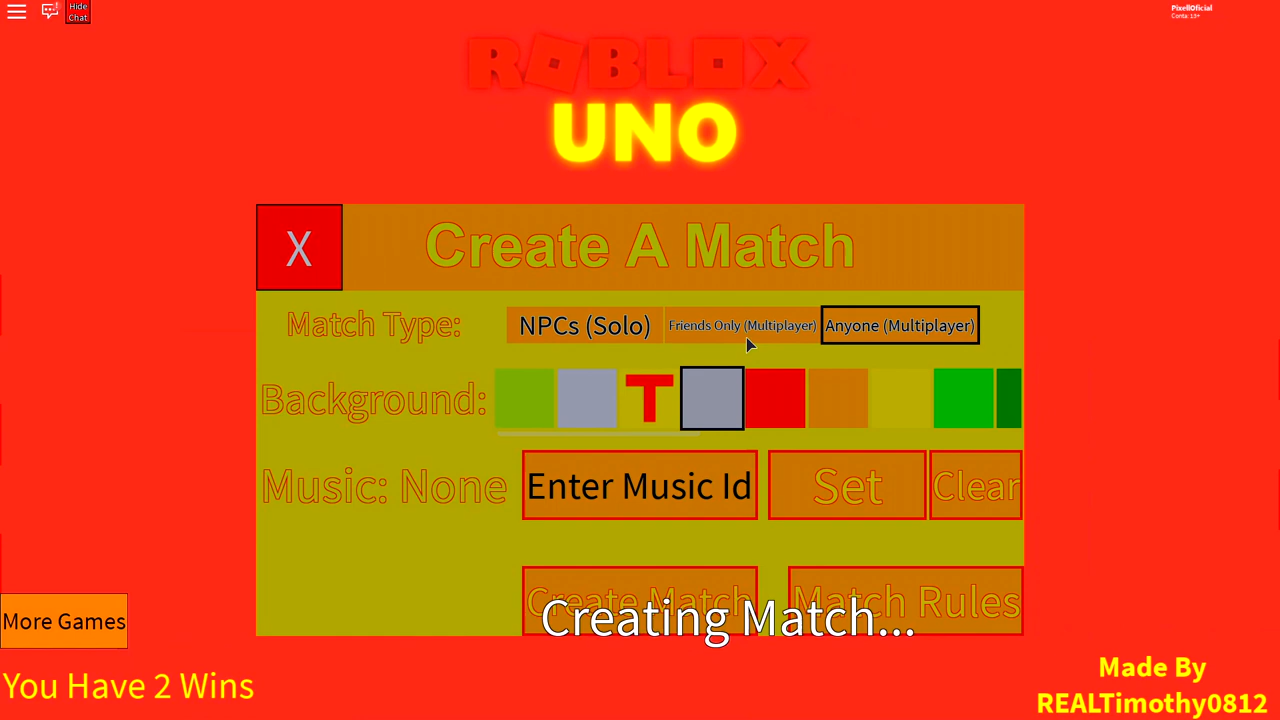 Hide
Chat
PixellOficial
Conta: 13+
ROBLOX
UNO
X
Create A Match
Match Type:
NPCs (Solo)
Friends Only (Multiplayer)
Anyone (Multiplayer)
Background:
T
Music: None
Enter Music Id
Set
Clear
Create Match
Match Rules
Creating Match...
More Games
You Have 2 Wins
Made By
REALTimothy0812